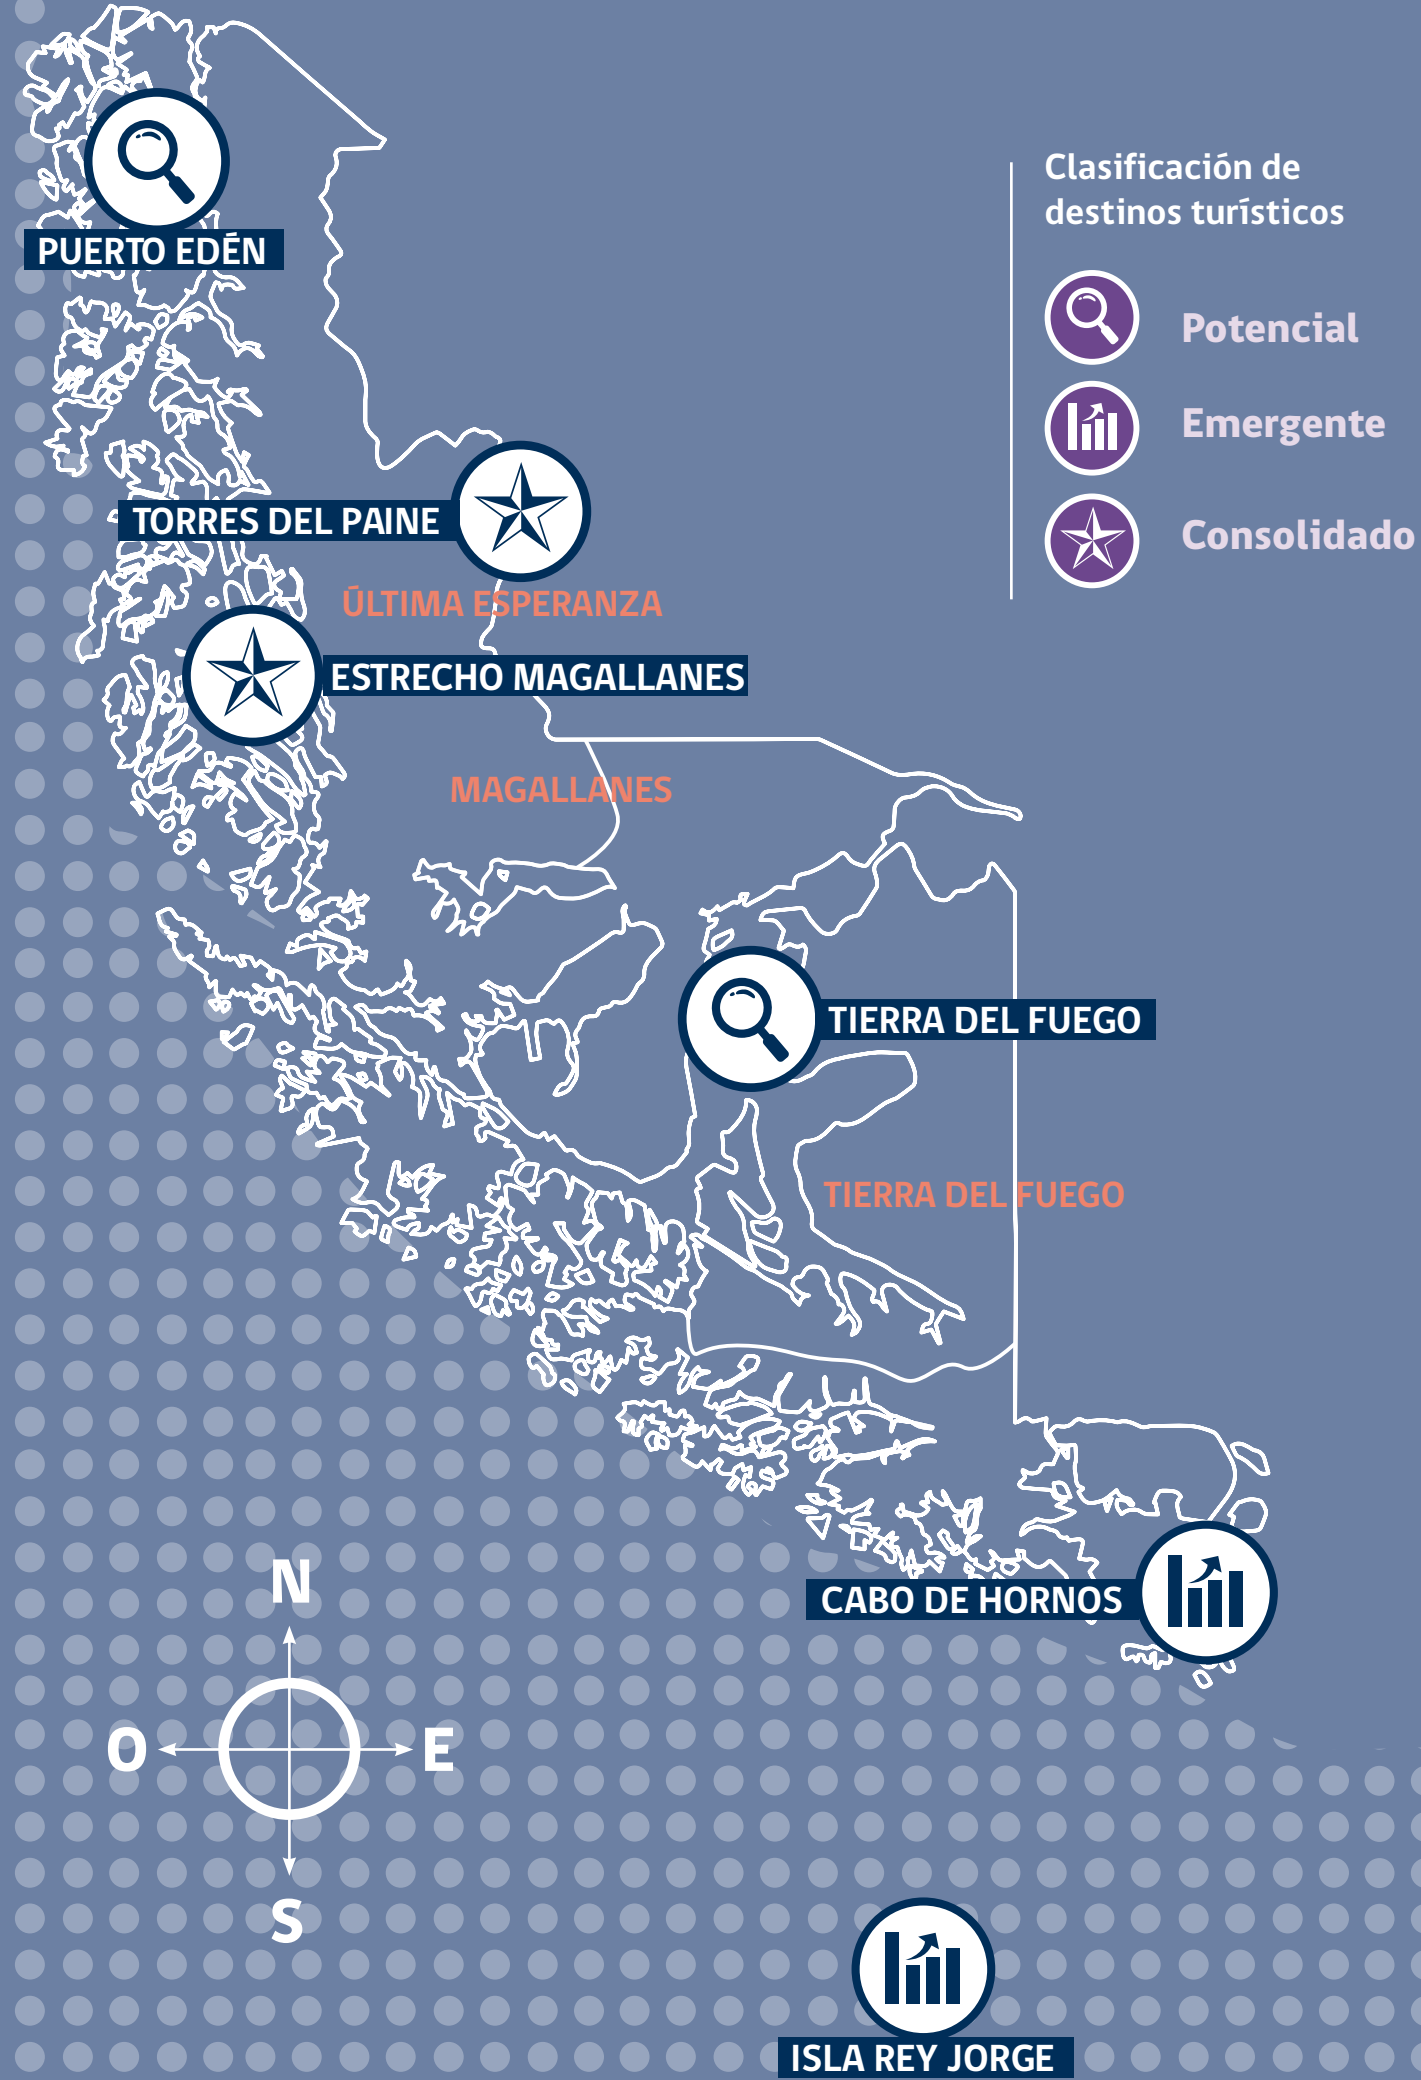 Clasificación de
destinos turísticos
Potencial
Emergente
Consolidado
PUERTO EDÉN
TORRES DEL PAINE
ÚLTIMA ESPERANZA
ESTRECHO MAGALLANES
MAGALLANES
TIERRA DEL FUEGO
TIERRA DEL FUEGO
CABO DE HORNOS
N
O
E
S
ISLA REY JORGE